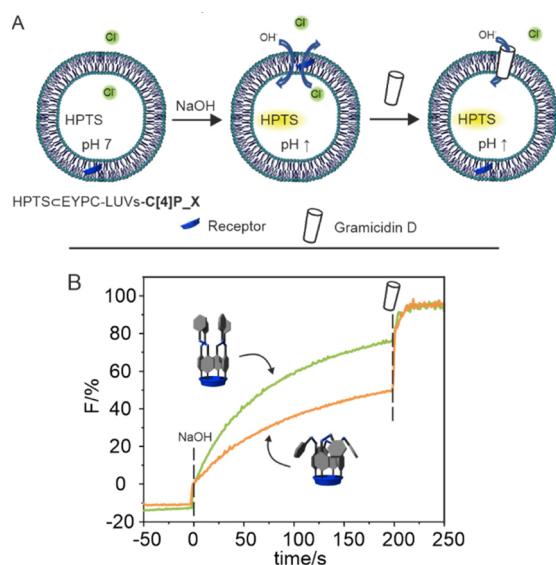 A
Cl⁻ Cl⁻ OH⁻ Cl⁻ OH⁻
Cl⁻ Cl⁻
HPTS NaOH HPTS HPTS
pH 7 pH ↑ pH ↑
HPTS⊂EYPC-LUVs-C[4]P_X
Receptor Gramicidin D
B
100
80
60
40
20
0
-20
F/%
NaOH
-50 0 50 100 150 200 250
time/s